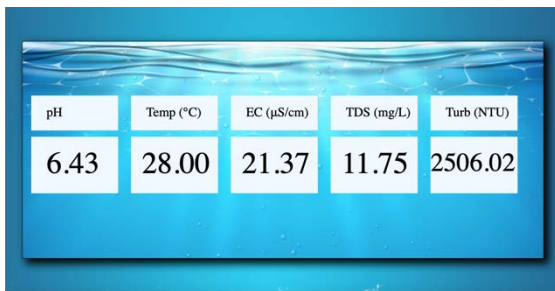 pH Temp (°C) EC (μS/cm) TDS (mg/L) Turb (NTU)
6.43 28.00 21.37 11.75 2506.02